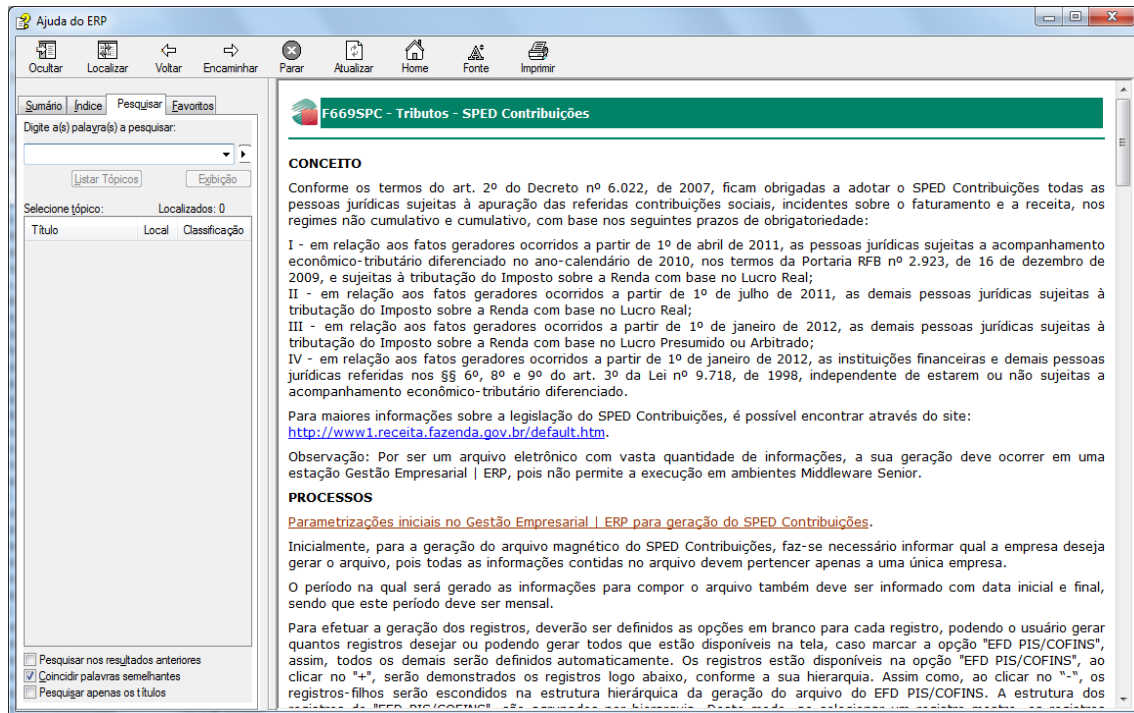 Ajuda do ERP
Ocultar Localizar Voltar Encaminhar Parar Atualizar Home Fonte Imprimir
Sumário Índice Pesquisar Favoritos
Digite a(s) palavra(s) a pesquisar:
Listar Tópicos Exibição
Selecione tópico: Localizados: 0
Título Local Classificação
Pesquisar nos resultados anteriores
Coincidir palavras semelhantes
Pesquisar apenas os títulos
F669SPC - Tributos - SPED Contribuições
CONCEITO
Conforme os termos do art. 2º do Decreto nº 6.022, de 2007, ficam obrigadas a adotar o SPED Contribuições todas as
pessoas jurídicas sujeitas à apuração das referidas contribuições sociais, incidentes sobre o faturamento e a receita, nos
regimes não cumulativo e cumulativo, com base nos seguintes prazos de obrigatoriedade:
I - em relação aos fatos geradores ocorridos a partir de 1º de abril de 2011, as pessoas jurídicas sujeitas a acompanhamento
econômico-tributário diferenciado no ano-calendário de 2010, nos termos da Portaria RFB nº 2.923, de 16 de dezembro de
2009, e sujeitas à tributação do Imposto sobre a Renda com base no Lucro Real;
II - em relação aos fatos geradores ocorridos a partir de 1º de julho de 2011, as demais pessoas jurídicas sujeitas à
tributação do Imposto sobre a Renda com base no Lucro Real;
III - em relação aos fatos geradores ocorridos a partir de 1º de janeiro de 2012, as demais pessoas jurídicas sujeitas à
tributação do Imposto sobre a Renda com base no Lucro Presumido ou Arbitrado;
IV - em relação aos fatos geradores ocorridos a partir de 1º de janeiro de 2012, as instituições financeiras e demais pessoas
jurídicas referidas nos §§ 6º, 8º e 9º do art. 3º da Lei nº 9.718, de 1998, independente de estarem ou não sujeitas a
acompanhamento econômico-tributário diferenciado.
Para maiores informações sobre a legislação do SPED Contribuições, é possível encontrar através do site:
http://www1.receita.fazenda.gov.br/default.htm.
Observação: Por ser um arquivo eletrônico com vasta quantidade de informações, a sua geração deve ocorrer em uma
estação Gestão Empresarial | ERP, pois não permite a execução em ambientes Middleware Senior.
PROCESSOS
Parametrizações iniciais no Gestão Empresarial | ERP para geração do SPED Contribuições.
Inicialmente, para a geração do arquivo magnético do SPED Contribuições, faz-se necessário informar qual a empresa deseja
gerar o arquivo, pois todas as informações contidas no arquivo devem pertencer apenas a uma única empresa.
O período na qual será gerado as informações para compor o arquivo também deve ser informado com data inicial e final,
sendo que este período deve ser mensal.
Para efetuar a geração dos registros, deverão ser definidos as opções em branco para cada registro, podendo o usuário gerar
quantos registros desejar ou podendo gerar todos que estão disponíveis na tela, caso marcar a opção "EFD PIS/COFINS",
assim, todos os demais serão definidos automaticamente. Os registros estão disponíveis na opção "EFD PIS/COFINS", ao
clicar no "+", serão demonstrados os registros logo abaixo, conforme a sua hierarquia. Assim como, ao clicar no "-", os
registros-filhos serão escondidos na estrutura hierárquica da geração do arquivo do EFD PIS/COFINS. A estrutura dos